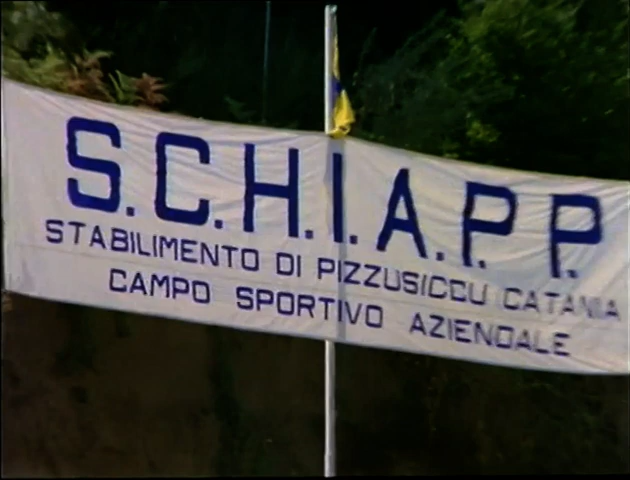 S.C.H.I.A.P.P.
STABILIMENTO DI PIZZUSICCU CATANIA
CAMPO SPORTIVO AZIENDALE